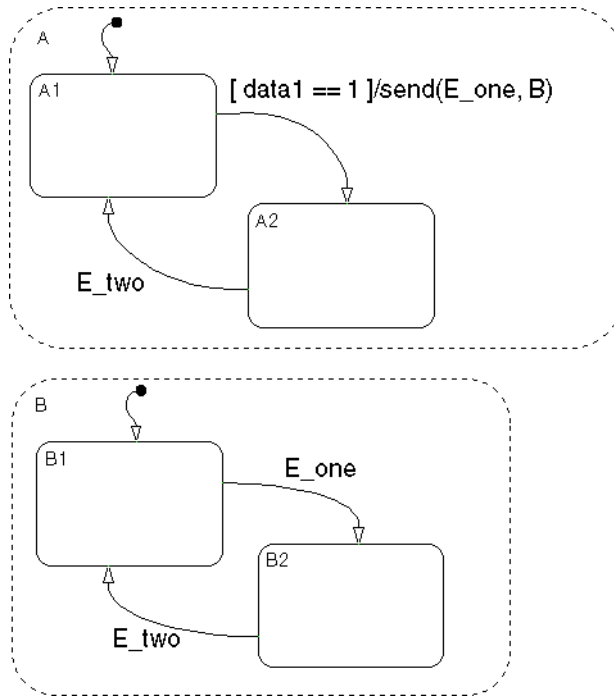 A
A1
[ data1 == 1 ]/send(E_one, B)
A2
E_two
B
B1
E_one
B2
E_two